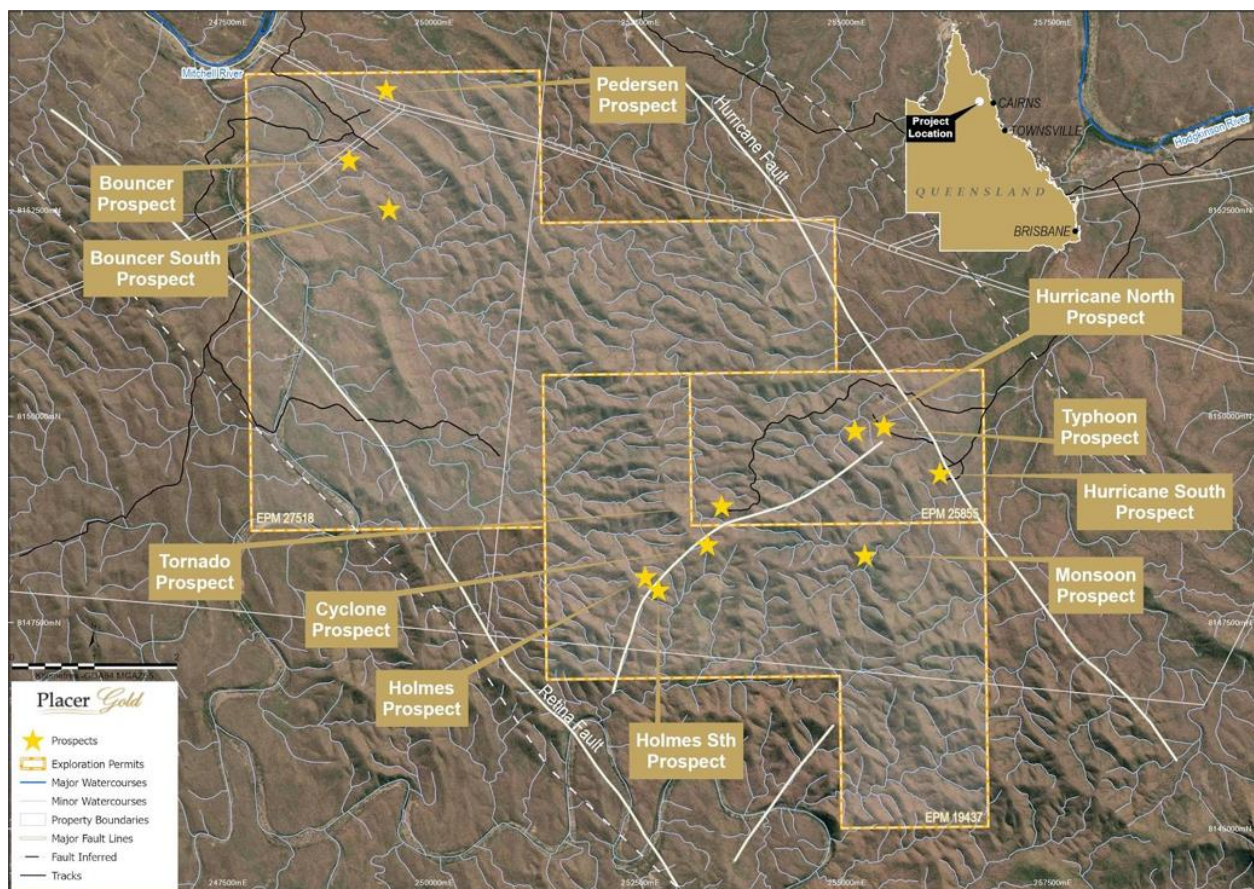 247500mE
250000mE
252500mE
255000mE
257500mE
Mitchell River
Pedersen
Prospect
Hurricane Fault
CAIRNS
Project
Location
TOWNSVILLE
Hodgkinson River
QUEENSLAND
BRISBANE
Bouncer
Prospect
8152500mN
8152500mN
Bouncer South
Prospect
Hurricane North
Prospect
8150000mN
8150000mN
Typhoon
Prospect
Hurricane South
Prospect
EPM 27518
EPM 25855
Tornado
Prospect
Cyclone
Prospect
Monsoon
Prospect
8147500mN
8147500mN
Holmes
Prospect
Retina Fault
Holmes Sth
Prospect
EPM 19437
8145000mN
Placer Gold
Prospects
Exploration Permits
Major Watercourses
Minor Watercourses
Property Boundaries
Major Fault Lines
Fault Inferred
Tracks
247500mE
250000mE
252500mE
255000mE
257500mE